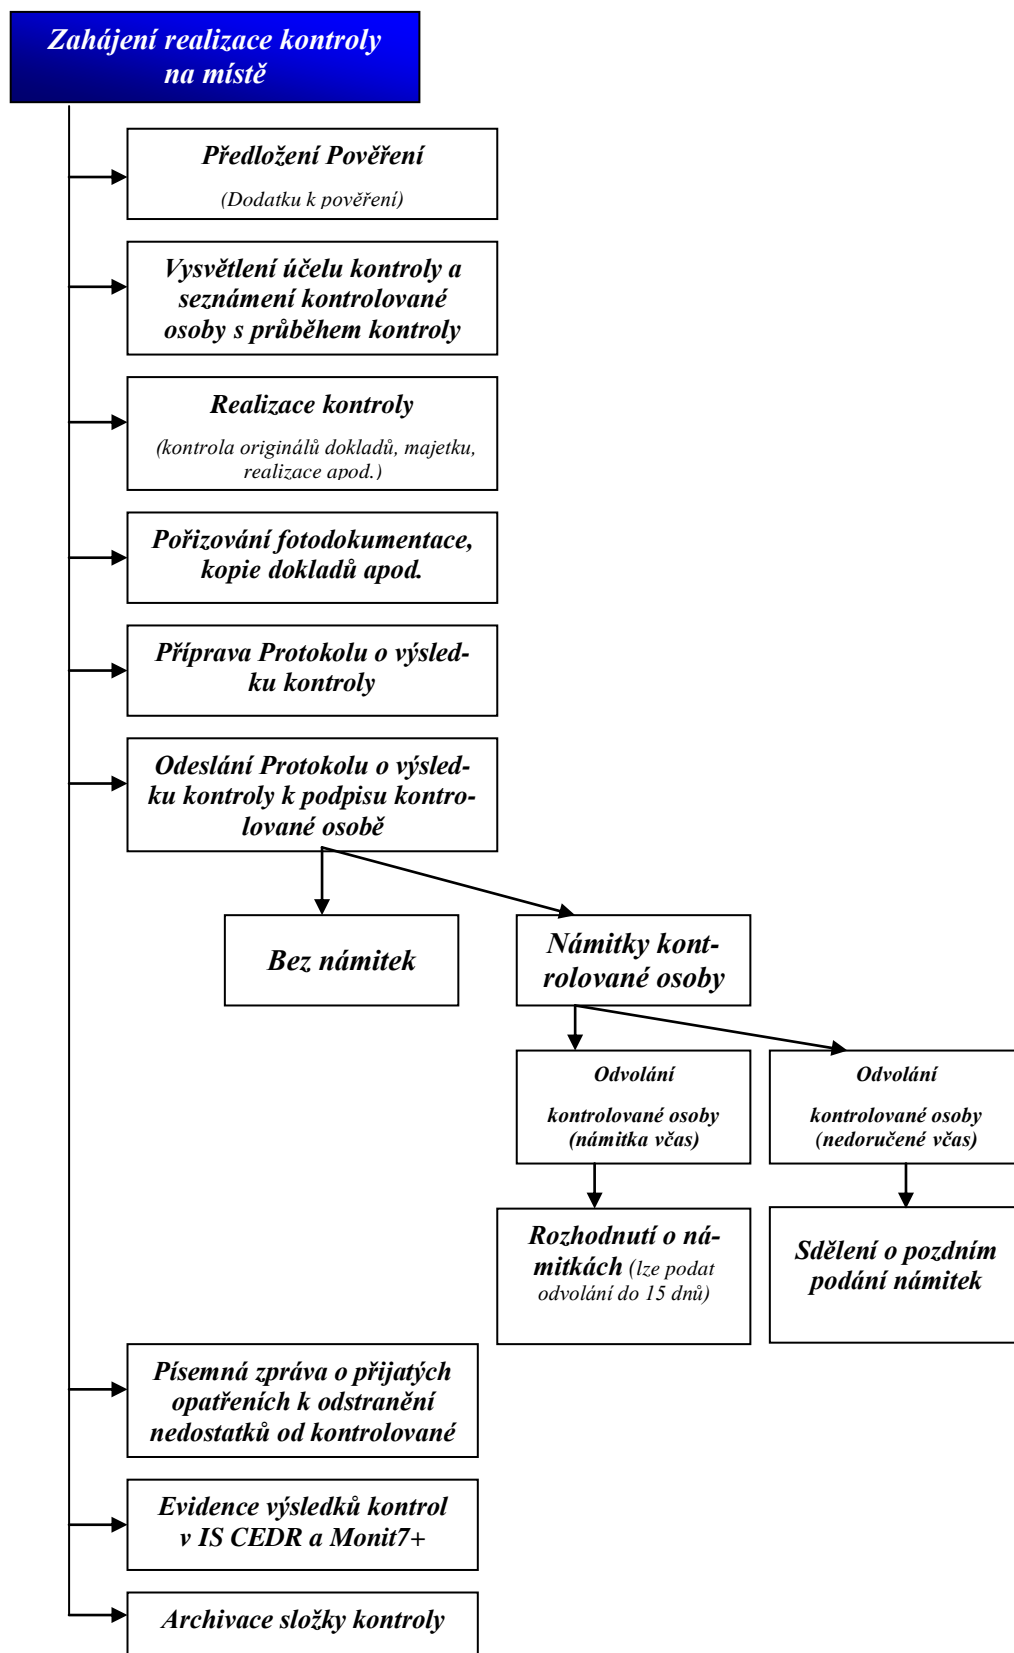 Zahájení realizace kontroly
na místě
Předložení Pověření
(Dodatku k pověření)
Vysvětlení účelu kontroly a
seznámení kontrolované
osoby s průběhem kontroly
Realizace kontroly
(kontrola originálů dokladů, majetku,
realizace apod.)
Pořizování fotodokumentace,
kopie dokladů apod.
Příprava Protokolu o výsled-
ku kontroly
Odeslání Protokolu o výsled-
ku kontroly k podpisu kontro-
lované osobě
Bez námitek
Námitky kont-
rolované osoby
Odvolání
kontrolované osoby
(námitka včas)
Odvolání
kontrolované osoby
(nedoručené včas)
Rozhodnutí o ná-
mitkách (lze podat
odvolání do 15 dnů)
Sdělení o pozdním
podání námitek
Písemná zpráva o přijatých
opatřeních k odstranění
nedostatků od kontrolované
Evidence výsledků kontrol
v IS CEDR a Monit7+
Archivace složky kontroly